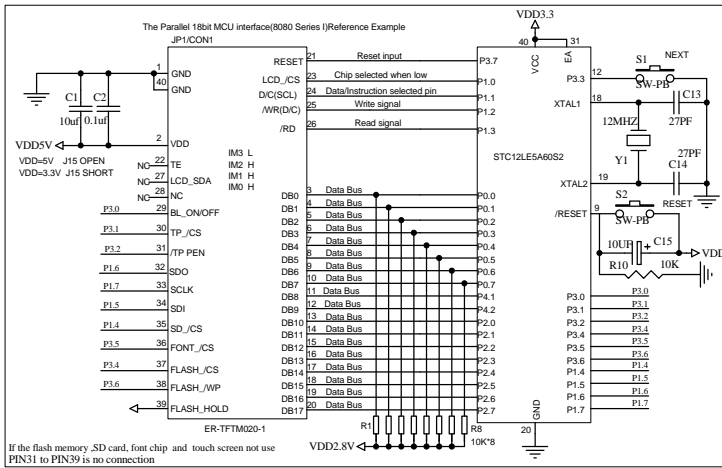 The Parallel 18bit MCU interface(8080 Series I)Reference Example
JP1/CON1
1 GND
40 GND
C1 C2
10uf 0.1uf
VDD5V
2 VDD
VDD=5V J15 OPEN
VDD=3.3V J15 SHORT
NC 22 TE
NC 27 LCD_SDA
NC 28 NC
P3.0 29 BL_ON/OFF
P3.1 30 TP_/CS
P3.2 31 /TP PEN
P1.6 32 SDO
P1.7 33 SCLK
P1.5 34 SDI
P1.4 35 SD_/CS
P3.5 36 FONT_/CS
P3.4 37 FLASH_/CS
P3.6 38 FLASH_/WP
39 FLASH_HOLD
IM3 L
IM2 H
IM1 H
IM0 H
RESET 21 Reset input P3.7
LCD_/CS 23 Chip selected when low P1.0
D/C(SCL) 24 Data/Instruction selected pin P1.1
/WR(D/C) 25 Write signal P1.2
/RD 26 Read signal P1.3
DB0 3 Data Bus P0.0
DB1 4 Data Bus P0.1
DB2 5 Data Bus P0.2
DB3 6 Data Bus P0.3
DB4 7 Data Bus P0.4
DB5 8 Data Bus P0.5
DB6 9 Data Bus P0.6
DB7 10 Data Bus P0.7
DB8 11 Data Bus P4.1
DB9 12 Data Bus P4.2
DB10 13 Data Bus P2.0
DB11 14 Data Bus P2.1
DB12 15 Data Bus P2.2
DB13 16 Data Bus P2.3
DB14 17 Data Bus P2.4
DB15 18 Data Bus P2.5
DB16 19 Data Bus P2.6
DB17 20 Data Bus P2.7
ER-TFTM020-1
R1 R8
10K*8
VDD2.8V
VDD3.3
40 31
VCC EA
STC12LE5A60S2
P3.3 12 S1 NEXT
SW-PB
XTAL1 18 C13
27PF
12MHZ
Y1
27PF
C14
XTAL2 19
RESET
/RESET 9 S2
SW-PB
10UF + C15 VDD
R10 10K
P3.0 P3.0
P3.1 P3.1
P3.2 P3.2
P3.4 P3.4
P3.5 P3.5
P3.6 P3.6
P1.4 P1.4
P1.5 P1.5
P1.6 P1.6
P1.7 P1.7
GND
20
If the flash memory ,SD card, font chip and touch screen not use
PIN31 to PIN39 is no connection